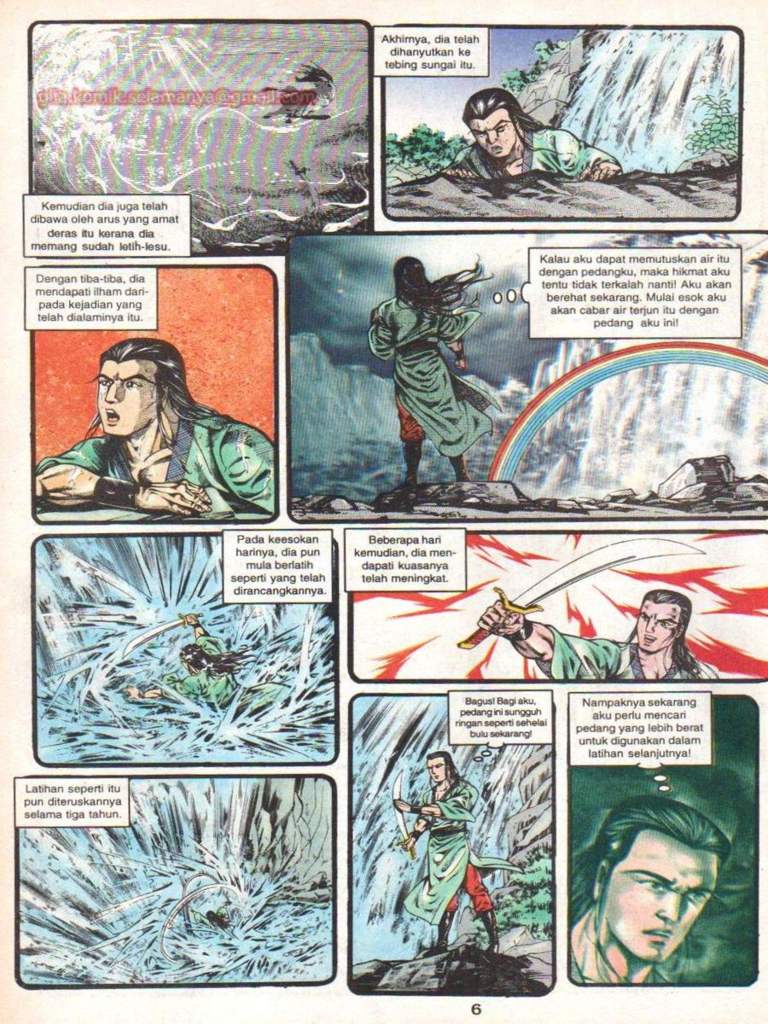 gila.komik.selamanya@gmail.com
Kemudian dia juga telah
dibawa oleh arus yang amat
deras itu kerana dia
memang sudah letih-lesu.
Akhirnya, dia telah
dihanyutkan ke
tebing sungai itu.
Dengan tiba-tiba, dia
mendapati ilham dari-
pada kejadian yang
telah dialaminya itu.
Kalau aku dapat memutuskan air itu
dengan pedangku, maka hikmat aku
tentu tidak terkalah nanti! Aku akan
berehat sekarang. Mulai esok aku
akan cabar air terjun itu dengan
pedang aku ini!
Pada keesokan
harinya, dia pun
mula berlatih
seperti yang telah
dirancangkannya.
Beberapa hari
kemudian, dia men-
dapati kuasanya
telah meningkat.
Latihan seperti itu
pun diteruskannya
selama tiga tahun.
Bagus! Bagi aku,
pedang ini sungguh
ringan seperti sehelai
bulu sekarang!
Nampaknya sekarang
aku perlu mencari
pedang yang lebih berat
untuk digunakan dalam
latihan selanjutnya!
6